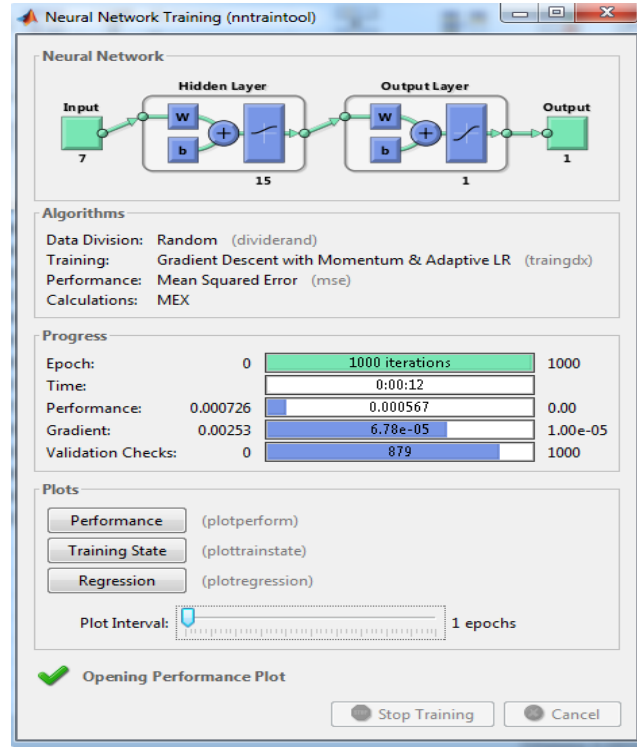 Neural Network Training (nntraintool)
Neural Network
Hidden Layer Output Layer
Input Output
W W
b b
7 1
15 1
Algorithms
Data Division: Random (dividerand)
Training: Gradient Descent with Momentum & Adaptive LR (traingdx)
Performance: Mean Squared Error (mse)
Calculations: MEX
Progress
Epoch: 0 1000 iterations 1000
Time: 0:00:12
Performance: 0.000726 0.000567 0.00
Gradient: 0.00253 6.78e-05 1.00e-05
Validation Checks: 0 879 1000
Plots
Performance (plotperform)
Training State (plottrainstate)
Regression (plotregression)
Plot Interval: 1 epochs
Opening Performance Plot
Stop Training Cancel